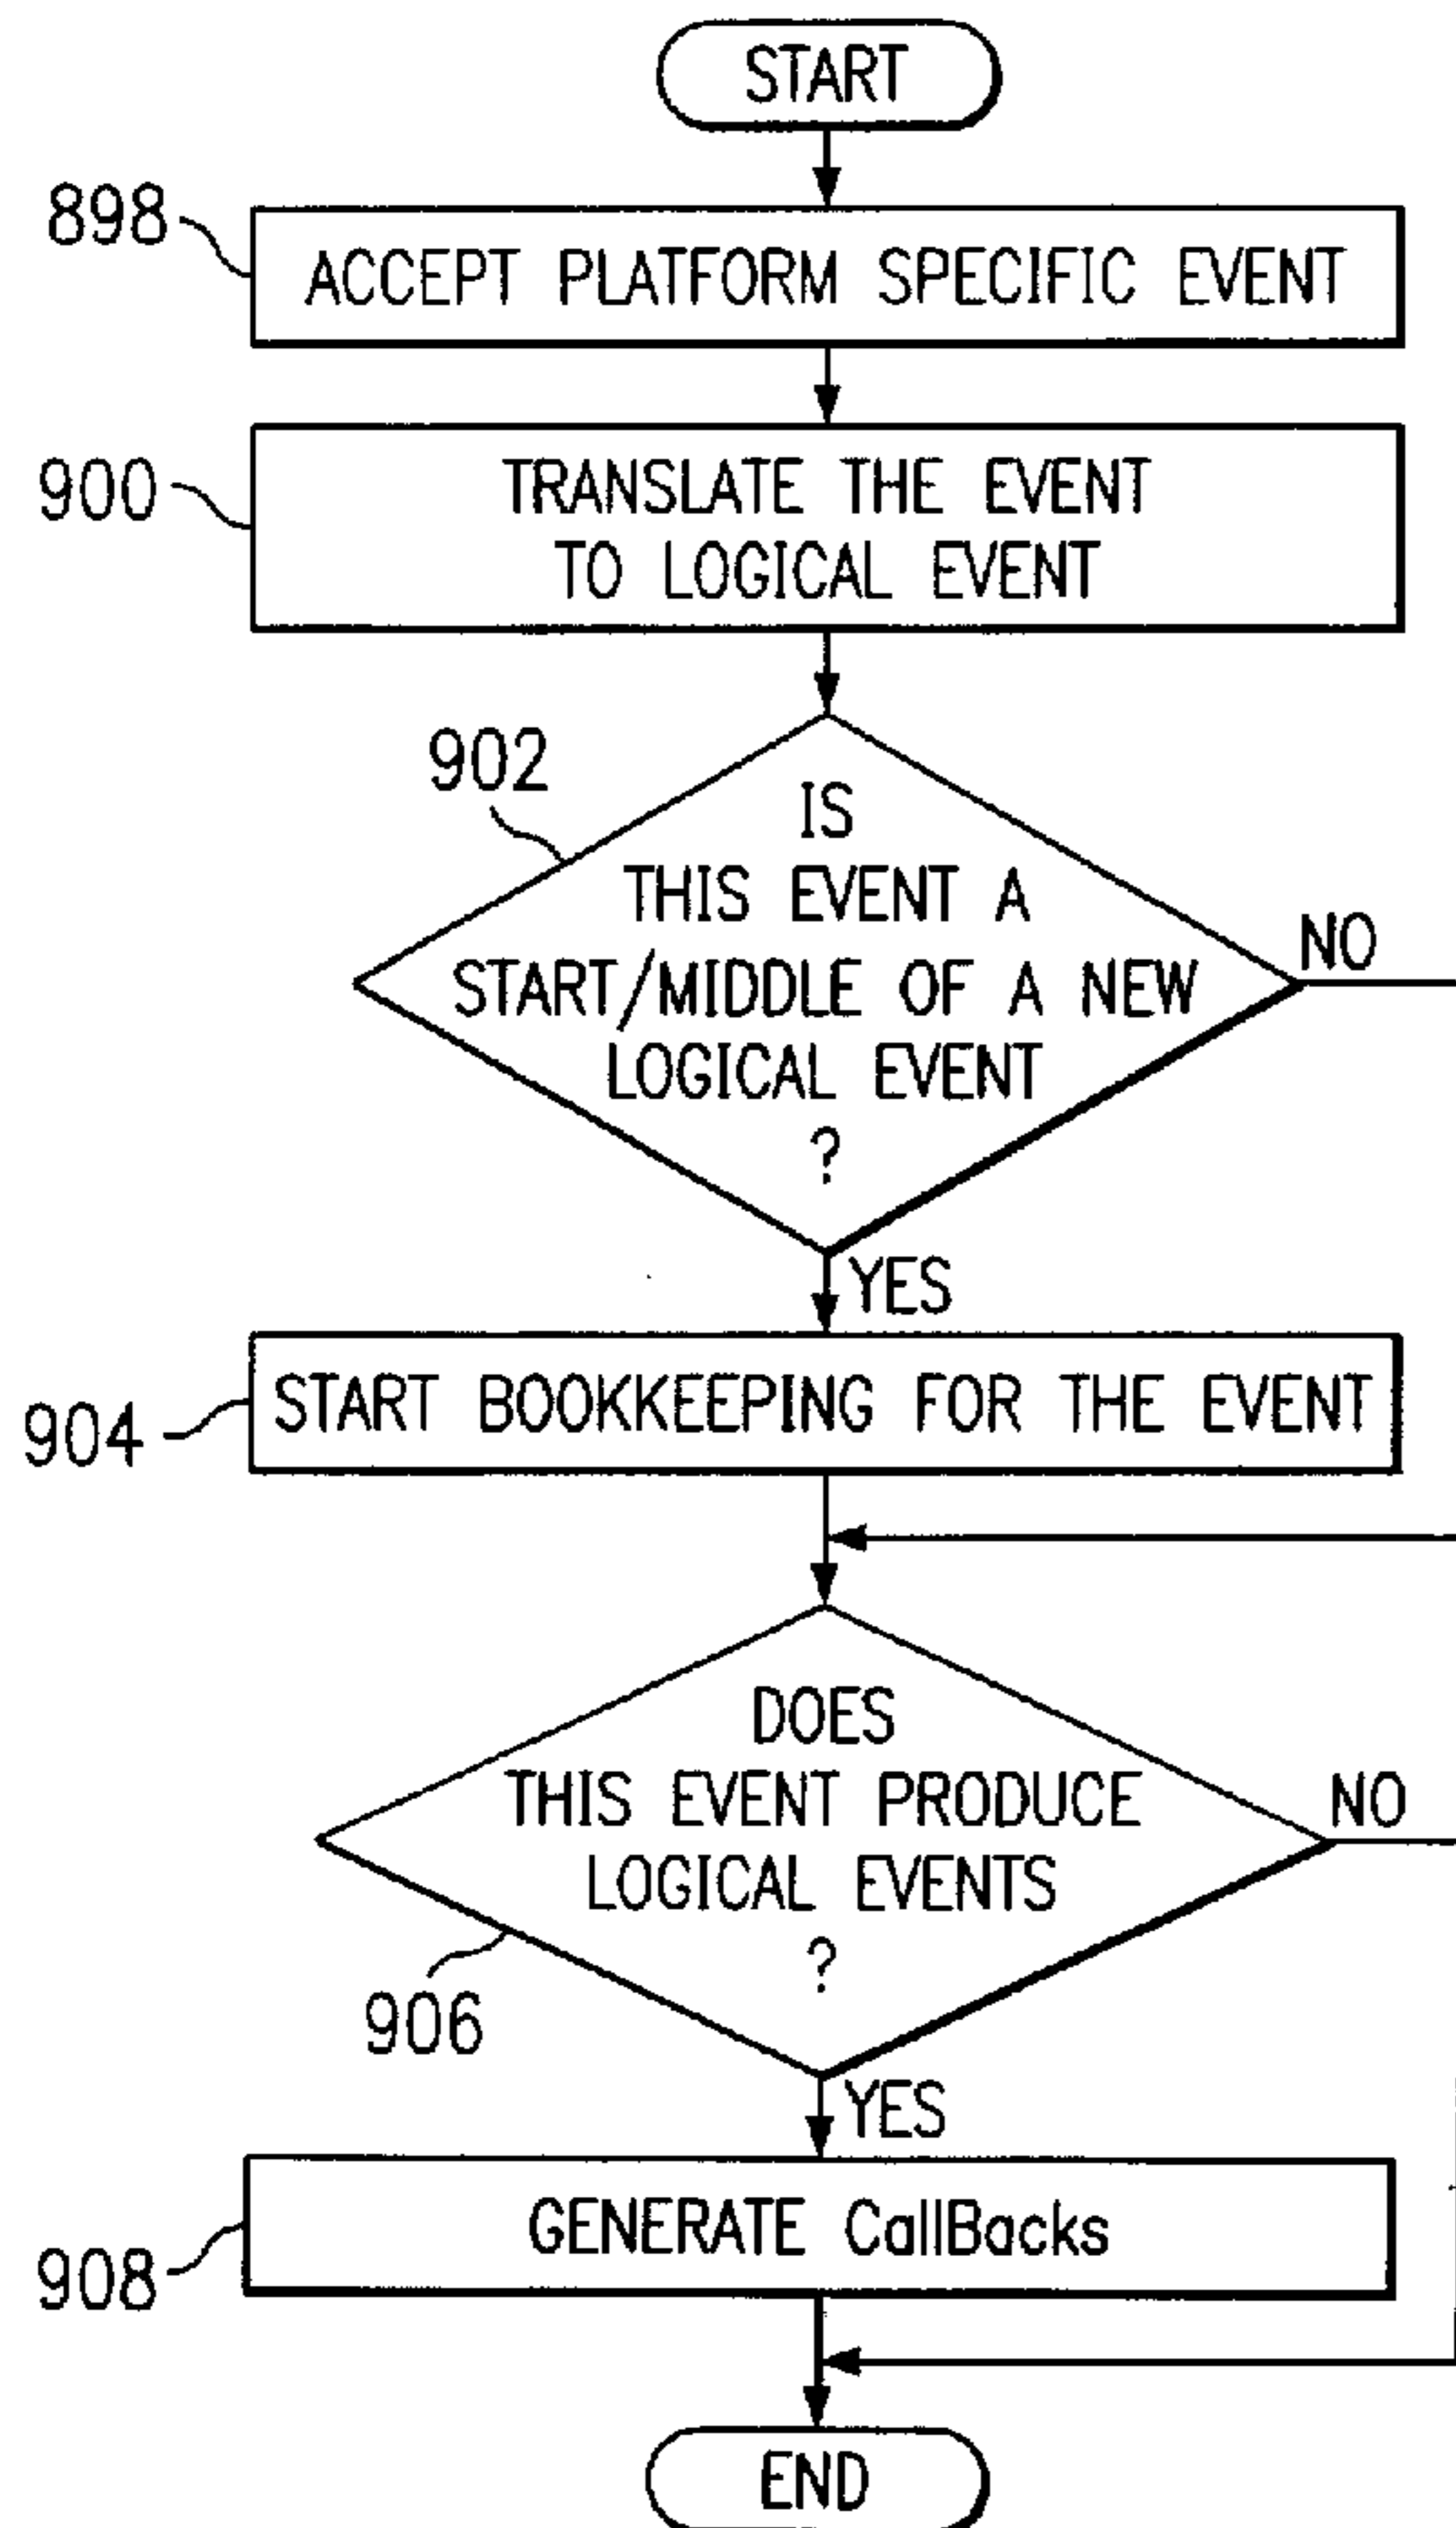 START
898
ACCEPT PLATFORM SPECIFIC EVENT
900
TRANSLATE THE EVENT
TO LOGICAL EVENT
902
IS
THIS EVENT A
START/MIDDLE OF A NEW
LOGICAL EVENT
?
NO
YES
904
START BOOKKEEPING FOR THE EVENT
DOES
THIS EVENT PRODUCE
LOGICAL EVENTS
?
NO
906
YES
908
GENERATE CallBacks
END